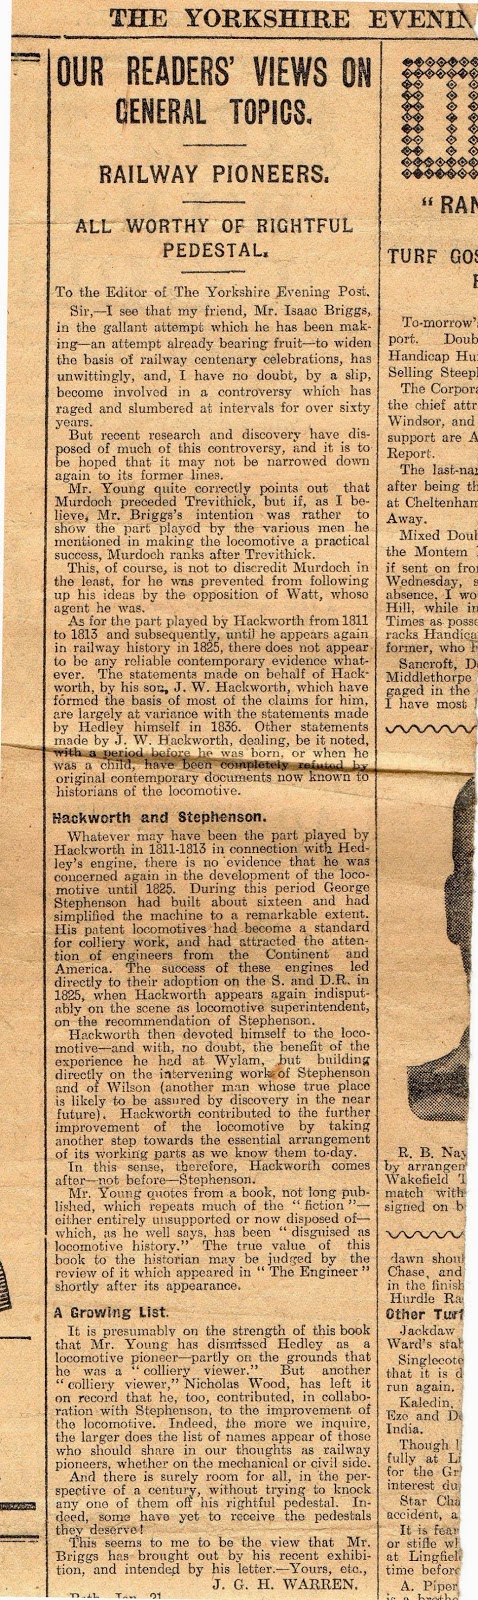 THE YORKSHIRE EVENIN
OUR READERS' VIEWS ON
GENERAL TOPICS.
RAILWAY PIONEERS.
ALL WORTHY OF RIGHTFUL
PEDESTAL.
To the Editor of The Yorkshire Evening Post.
Sir,—I see that my friend, Mr. Isaac Briggs,
in the gallant attempt which he has been mak-
ing—an attempt already bearing fruit—to widen
the basis of railway centenary celebrations, has
unwittingly, and, I have no doubt, by a slip,
become involved in a controversy which has
raged and slumbered at intervals for over sixty
years.
But recent research and discovery have dis-
posed of much of this controversy, and it is to
be hoped that it may not be narrowed down
again to its former lines.
Mr. Young quite correctly points out that
Murdoch preceded Trevithick, but if, as I be-
lieve, Mr. Briggs's intention was rather to
show the part played by the various men he
mentioned in making the locomotive a practical
success, Murdoch ranks after Trevithick.
This, of course, is not to discredit Murdoch in
the least, for he was prevented from following
up his ideas by the opposition of Watt, whose
agent he was.
As for the part played by Hackworth from 1811
to 1813 and subsequently, until he appears again
in railway history in 1825, there does not appear
to be any reliable contemporary evidence what-
ever. The statements made on behalf of Hack-
worth, by his son, J. W. Hackworth, which have
formed the basis of most of the claims for him,
are largely at variance with the statements made
by Hedley himself in 1836. Other statements
made by J. W. Hackworth, dealing, be it noted,
with a period before he was born, or when he
was a child, have been completely refuted by
original contemporary documents now known to
historians of the locomotive.
Hackworth and Stephenson.
Whatever may have been the part played by
Hackworth in 1811-1813 in connection with Hed-
ley's engine, there is no evidence that he was
concerned again in the development of the loco-
motive until 1825. During this period George
Stephenson had built about sixteen and had
simplified the machine to a remarkable extent.
His patent locomotives had become a standard
for colliery work, and had attracted the atten-
tion of engineers from the Continent and
America. The success of these engines led
directly to their adoption on the S. and D.R. in
1825, when Hackworth appears again indisput-
ably on the scene as locomotive superintendent,
on the recommendation of Stephenson.
Hackworth then devoted himself to the loco-
motive—and with, no doubt, the benefit of the
experience he had at Wylam, but building
directly on the intervening work of Stephenson
and of Wilson (another man whose true place
is likely to be assured by discovery in the near
future). Hackworth contributed to the further
improvement of the locomotive by taking
another step towards the essential arrangement
of its working parts as we know them to-day.
In this sense, therefore, Hackworth comes
after—not before—Stephenson.
Mr. Young quotes from a book, not long pub-
lished, which repeats much of the "fiction"—
either entirely unsupported or now disposed of—
which, as he well says, has been "disguised as
locomotive history." The true value of this
book to the historian may be judged by the
review of it which appeared in "The Engineer"
shortly after its appearance.
A Growing List.
It is presumably on the strength of this book
that Mr. Young has dismissed Hedley as a
locomotive pioneer—partly on the grounds that
he was a "colliery viewer." But another
"colliery viewer," Nicholas Wood, has left it
on record that he, too, contributed, in collabo-
ration with Stephenson, to the improvement of
the locomotive. Indeed, the more we inquire,
the larger does the list of names appear of those
who should share in our thoughts as railway
pioneers, whether on the mechanical or civil side.
And there is surely room for all, in the per-
spective of a century, without trying to knock
any one of them off his rightful pedestal. In-
deed, some have yet to receive the pedestals
they deserve!
This seems to me to be the view that Mr.
Briggs has brought out by his recent exhibi-
tion, and intended by his letter.—Yours, etc.,
J. G. H. WARREN.
Bath, Jan. 21.
"RAN
TURF GOS
To-morrow's
port. Doub
Handicap Hu
Selling Steepl
The Corpora
the chief attr
Windsor, and
support are A
Report.
The last-nam
after being th
at Cheltenham
Away.
Mixed Doub
the Montem
if sent on fro
Wednesday, s
absence, I wo
Hill, while in
Times as posse
racks Handica
former, who h
Sancroft, D
Middlethorpe
gaged in the
I have most
R. B. Nay
by arrangem
Wakefield T
match with
signed on b
dawn shoul
Chase, and
in the finish
Hurdle Ra
Other Turf
Jackdaw
Ward's stab
Singlecote
that it is d
run again.
Kaledin,
Eze and De
India.
Though
fully at Li
for the Gr
interest du
Star Cha
accident, a
It is fear
or stifle wh
at Lingfiel
time before
A. Piper
is a brothe